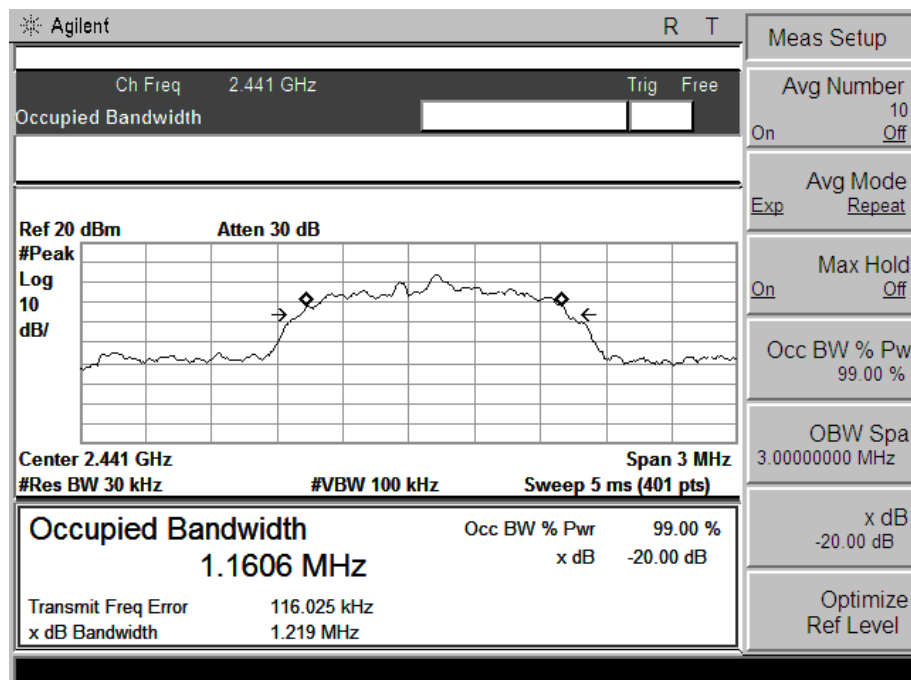 Agilent R T
Ch Freq 2.441 GHz Trig Free
Occupied Bandwidth
Ref 20 dBm Atten 30 dB
#Peak
Log
10
dB/
Center 2.441 GHz Span 3 MHz
#Res BW 30 kHz #VBW 100 kHz Sweep 5 ms (401 pts)
Occupied Bandwidth
1.1606 MHz
Occ BW % Pwr 99.00 %
x dB -20.00 dB
Transmit Freq Error 116.025 kHz
x dB Bandwidth 1.219 MHz
Meas Setup
Avg Number
10
On Off
Avg Mode
Exp Repeat
Max Hold
On Off
Occ BW % Pw
99.00 %
OBW Spa
3.00000000 MHz
x dB
-20.00 dB
Optimize
Ref Level